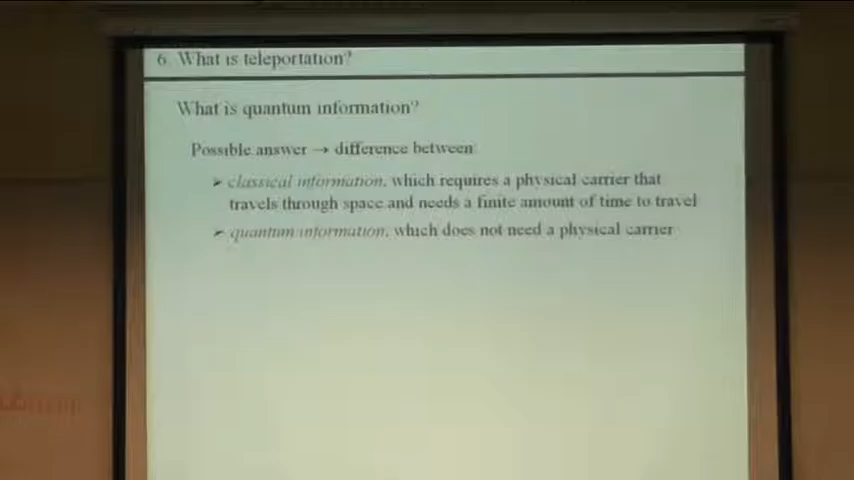 6. What is teleportation?
What is quantum information?
Possible answer → difference between
➢ classical information, which requires a physical carrier that
travels through space and needs a finite amount of time to travel
➢ quantum information, which does not need a physical carrier